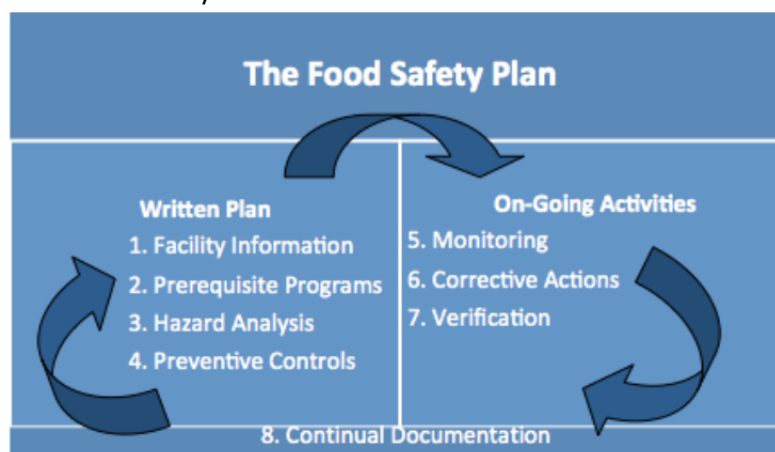 The Food Safety Plan
Written Plan
1. Facility Information
2. Prerequisite Programs
3. Hazard Analysis
4. Preventive Controls
On-Going Activities
5. Monitoring
6. Corrective Actions
7. Verification
8. Continual Documentation